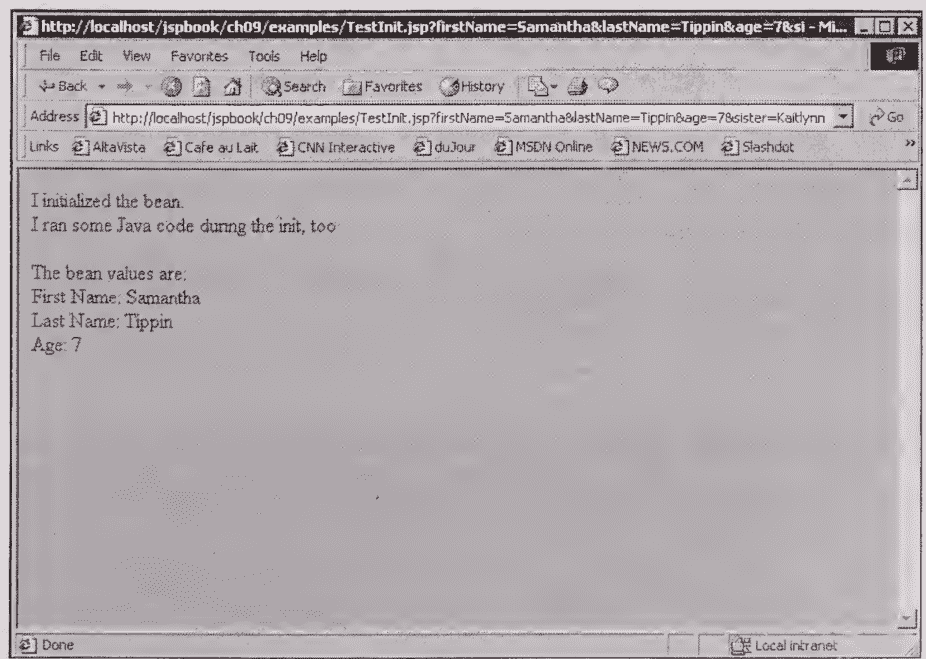 http://localhost/jspbook/ch09/examples/TestInit.jsp?firstName=Samantha&lastName=Tippin&age=7&si - Mi...
File Edit View Favorites Tools Help
Back Search Favorites History
Address http://localhost/jspbook/ch09/examples/TestInit.jsp?firstName=Samantha&lastName=Tippin&age=7&sister=Kaitlynn Go
Links AltaVista Cafe au Lait CNN Interactive duJour MSDN Online NEWS.COM Slashdot »
I initialized the bean.
I ran some Java code during the init, too
The bean values are:
First Name: Samantha
Last Name: Tippin
Age: 7
Done Local intranet